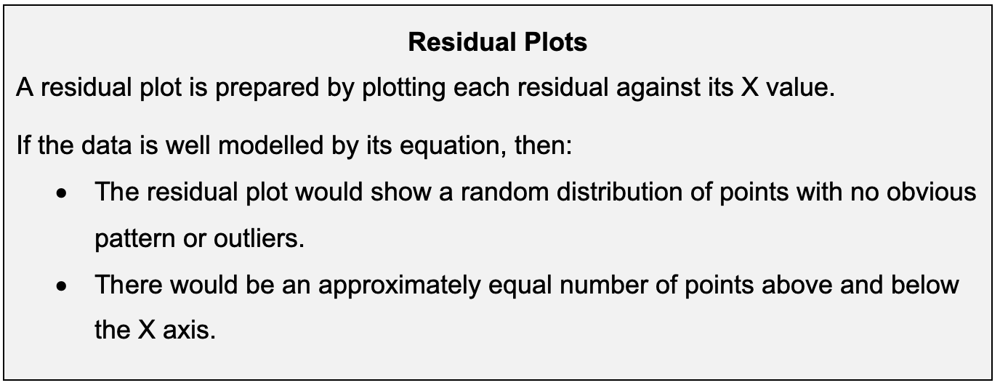 Residual Plots
A residual plot is prepared by plotting each residual against its X value.
If the data is well modelled by its equation, then:
• The residual plot would show a random distribution of points with no obvious
pattern or outliers.
• There would be an approximately equal number of points above and below
the X axis.